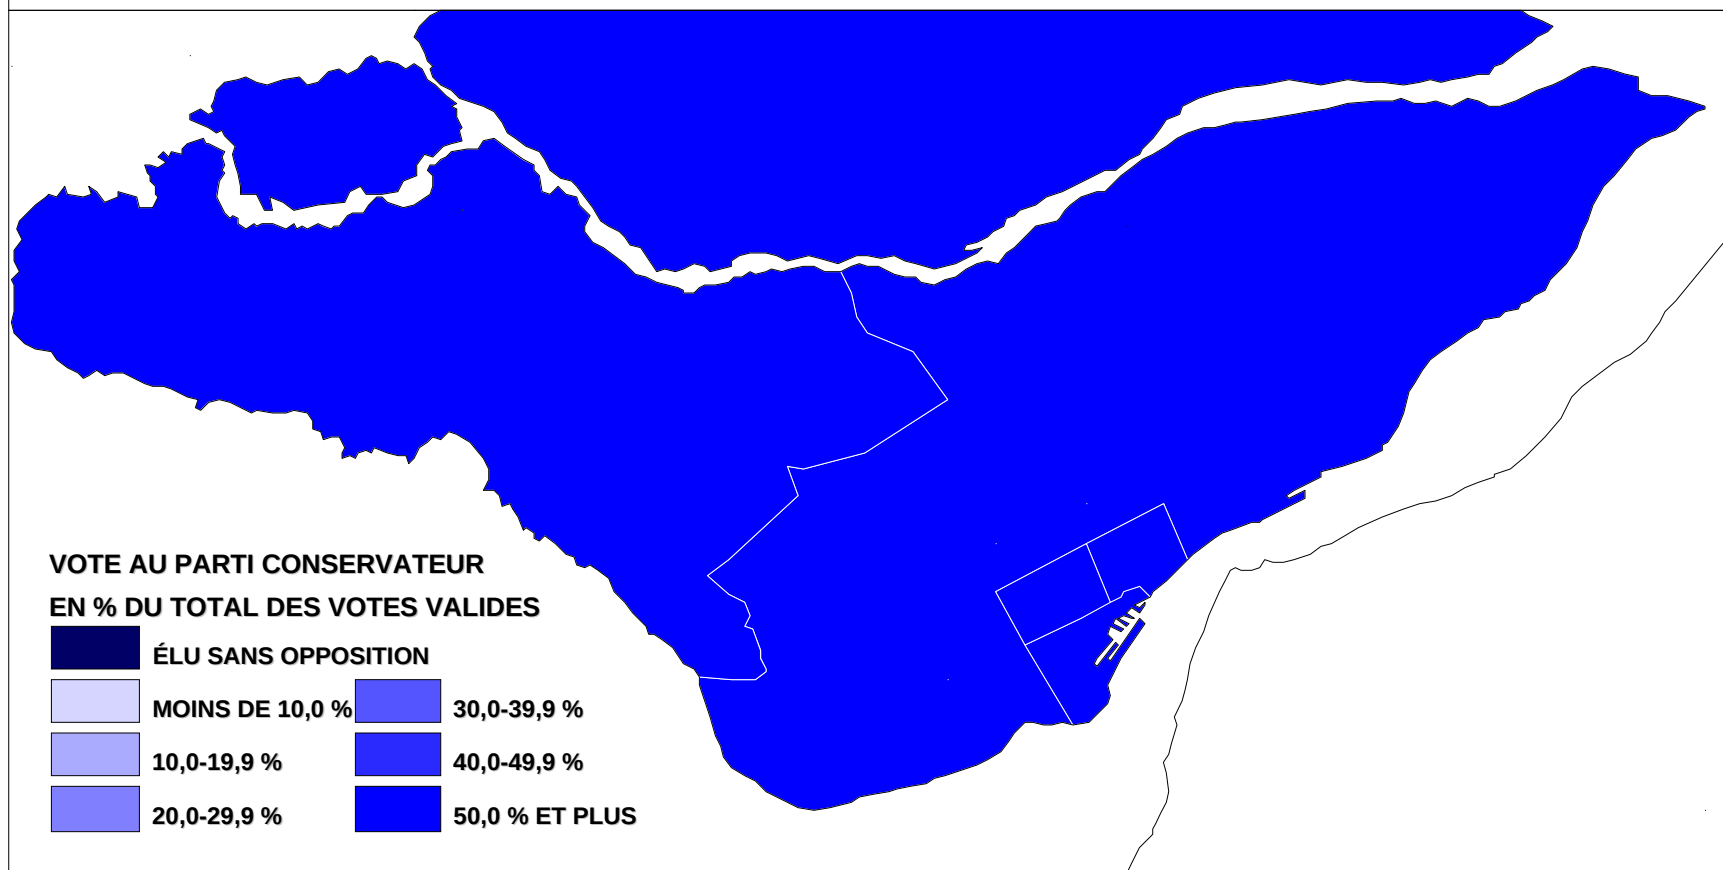 VOTE AU PARTI CONSERVATEUR
EN % DU TOTAL DES VOTES VALIDES
ÉLU SANS OPPOSITION
MOINS DE 10,0 %
30,0-39,9 %
10,0-19,9 %
40,0-49,9 %
20,0-29,9 %
50,0 % ET PLUS